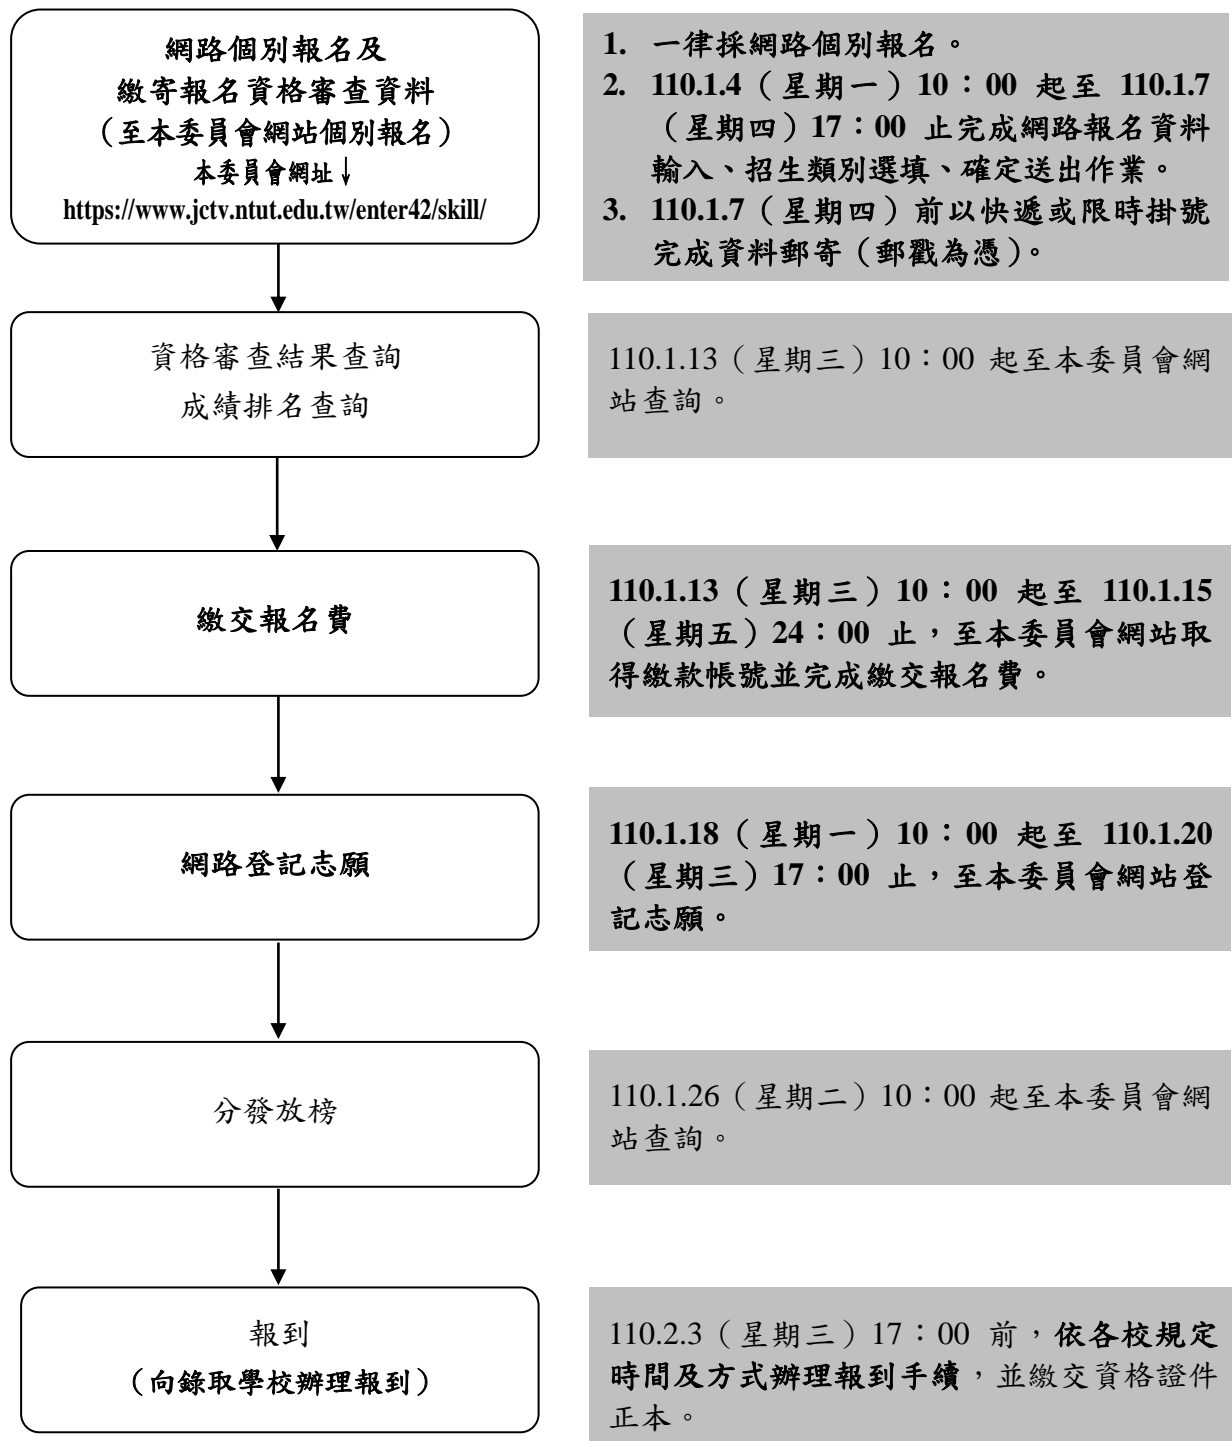 網路個別報名及
繳寄報名資格審查資料
（至本委員會網站個別報名）
本委員會網址↓
https://www.jctv.ntut.edu.tw/enter42/skill/
1. 一律採網路個別報名。
2. 110.1.4（星期一）10：00 起至 110.1.7
（星期四）17：00 止完成網路報名資料
輸入、招生類別選填、確定送出作業。
3. 110.1.7（星期四）前以快遞或限時掛號
完成資料郵寄（郵戳為憑）。
資格審查結果查詢
成績排名查詢
110.1.13（星期三）10：00 起至本委員會網
站查詢。
繳交報名費
110.1.13（星期三）10：00 起至 110.1.15
（星期五）24：00 止，至本委員會網站取
得繳款帳號並完成繳交報名費。
網路登記志願
110.1.18（星期一）10：00 起至 110.1.20
（星期三）17：00 止，至本委員會網站登
記志願。
分發放榜
110.1.26（星期二）10：00 起至本委員會網
站查詢。
報到
（向錄取學校辦理報到）
110.2.3（星期三）17：00 前，依各校規定
時間及方式辦理報到手續，並繳交資格證件
正本。